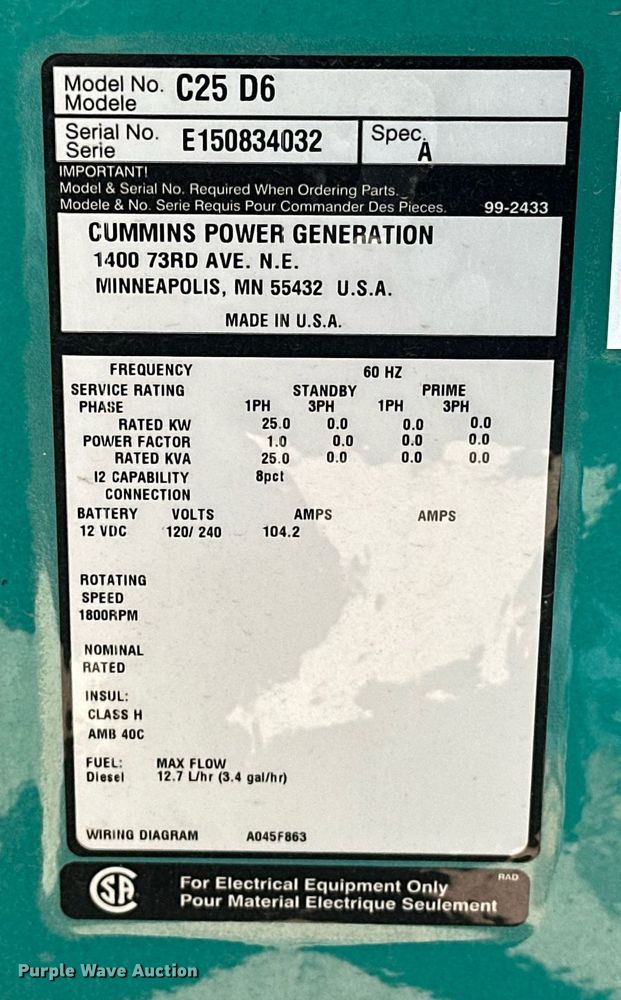 Model No. C25 D6
Modele
Serial No. E150834032 Spec. A
Serie
IMPORTANT!
Model & Serial No. Required When Ordering Parts.
Modele & No. Serie Requis Pour Commander Des Pieces. 99-2433
CUMMINS POWER GENERATION
1400 73RD AVE. N.E.
MINNEAPOLIS, MN 55432 U.S.A.
MADE IN U.S.A.
FREQUENCY 60 HZ
SERVICE RATING STANDBY PRIME
PHASE 1PH 3PH 1PH 3PH
RATED KW 25.0 0.0 0.0 0.0
POWER FACTOR 1.0 0.0 0.0 0.0
RATED KVA 25.0 0.0 0.0 0.0
I2 CAPABILITY 8pct
CONNECTION
BATTERY VOLTS AMPS AMPS
12 VDC 120/ 240 104.2
ROTATING
SPEED
1800RPM
NOMINAL
RATED
INSUL:
CLASS H
AMB 40C
FUEL: MAX FLOW
Diesel 12.7 L/hr (3.4 gal/hr)
WIRING DIAGRAM A045F863
RAD
SA For Electrical Equipment Only
Pour Material Electrique Seulement
Purple Wave Auction